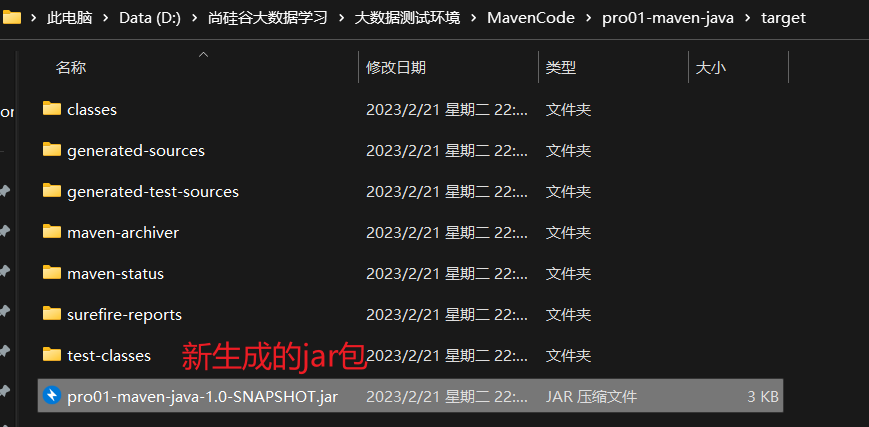 此电脑 > Data (D:) > 尚硅谷大数据学习 > 大数据测试环境 > MavenCode > pro01-maven-java > target
名称 修改日期 类型 大小
classes 2023/2/21 星期二 22:... 文件夹
generated-sources 2023/2/21 星期二 22:... 文件夹
generated-test-sources 2023/2/21 星期二 22:... 文件夹
maven-archiver 2023/2/21 星期二 22:... 文件夹
maven-status 2023/2/21 星期二 22:... 文件夹
surefire-reports 2023/2/21 星期二 22:... 文件夹
test-classes 新生成的jar包 2023/2/21 星期二 22:... 文件夹
pro01-maven-java-1.0-SNAPSHOT.jar 2023/2/21 星期二 22:... JAR 压缩文件 3 KB